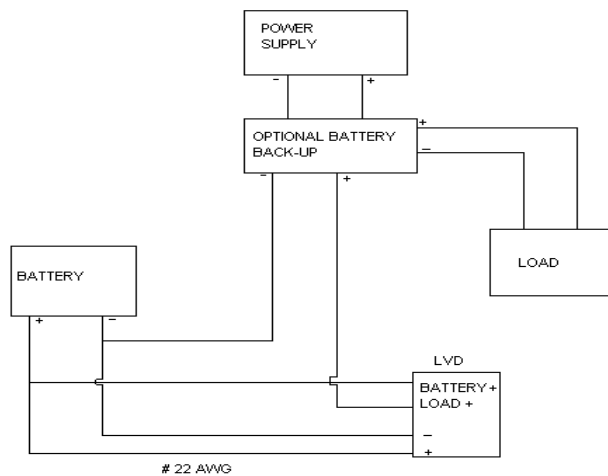 POWER
SUPPLY
- +
OPTIONAL BATTERY
BACK-UP
+
-
- +
BATTERY
+ -
LOAD
LVD
BATTERY +
LOAD +
-
+
# 22 AWG